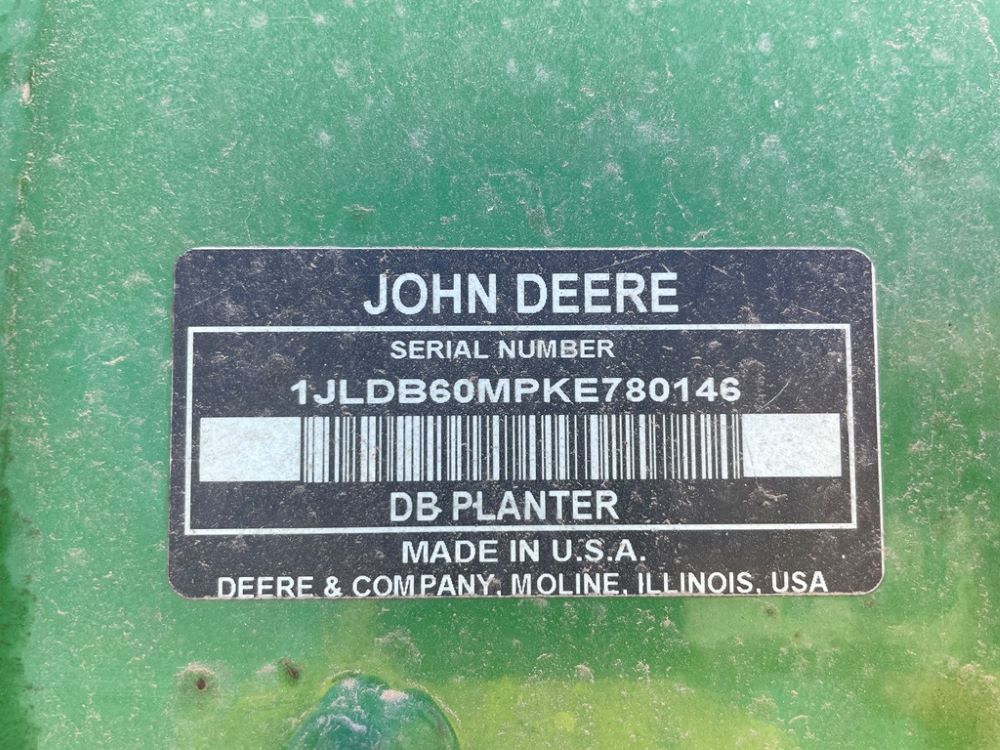 JOHN DEERE
SERIAL NUMBER
1JLDB60MPKE780146
DB PLANTER
MADE IN U.S.A.
DEERE & COMPANY, MOLINE, ILLINOIS, USA